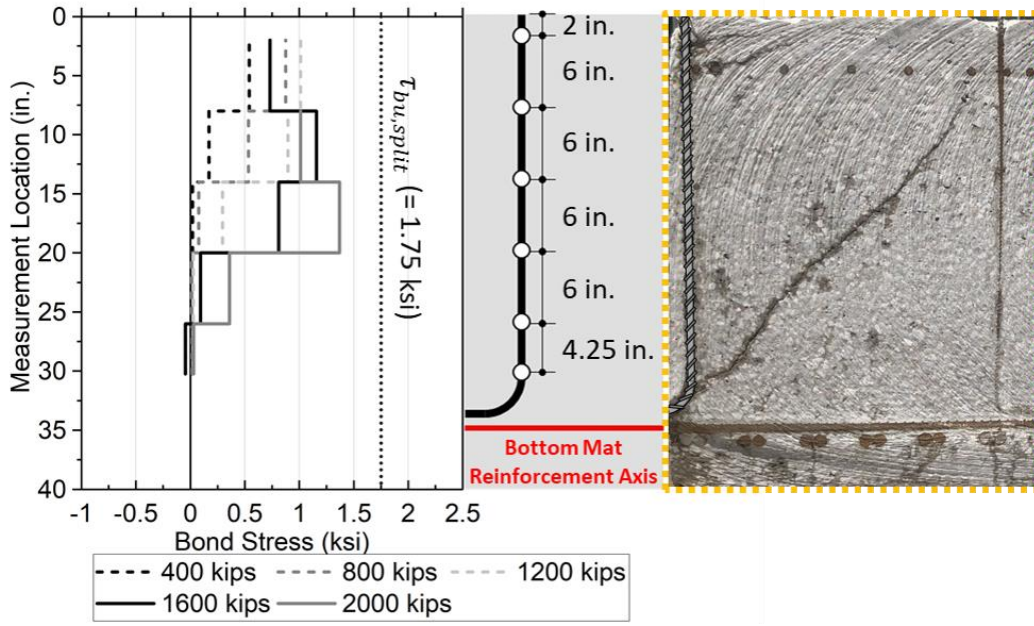 0
5
10
15
20
25
30
35
40
Measurement Location (in.)
-1 -0.5 0 0.5 1 1.5 2 2.5
Bond Stress (ksi)
τbu,split (= 1.75 ksi)
2 in.
6 in.
6 in.
6 in.
6 in.
4.25 in.
Bottom Mat
Reinforcement Axis
400 kips 800 kips 1200 kips
1600 kips 2000 kips